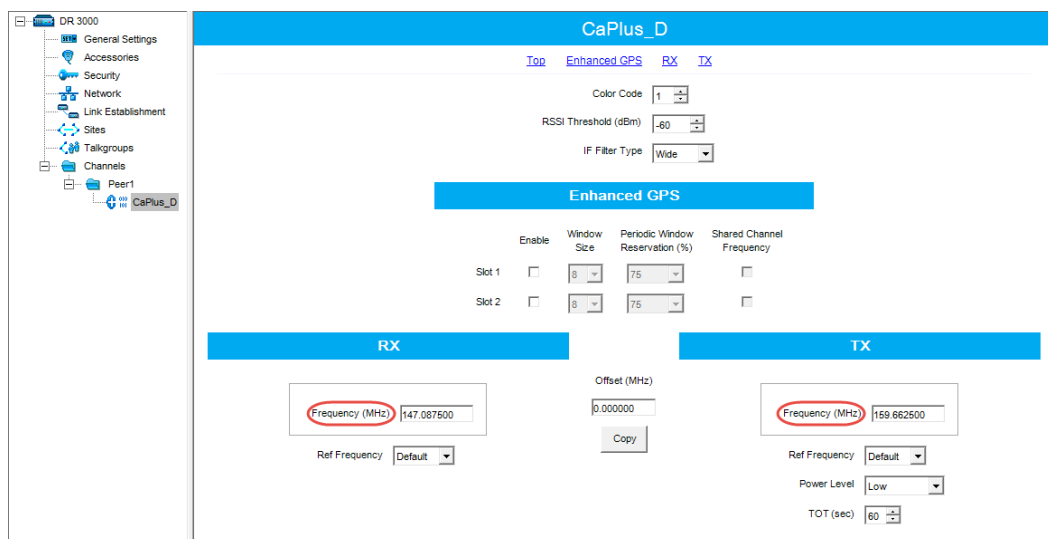 DR 3000
General Settings
Accessories
Security
Network
Link Establishment
Sites
Talkgroups
Channels
Peer1
CaPlus_D
CaPlus_D
Top Enhanced GPS RX TX
Color Code 1
RSSI Threshold (dBm) -60
IF Filter Type Wide
Enhanced GPS
Enable Window Size Periodic Window Reservation (%) Shared Channel Frequency
Slot 1 8 75
Slot 2 8 75
RX
Frequency (MHz) 147.087500
Ref Frequency Default
Offset (MHz)
0.000000
Copy
TX
Frequency (MHz) 159.662500
Ref Frequency Default
Power Level Low
TOT (sec) 60